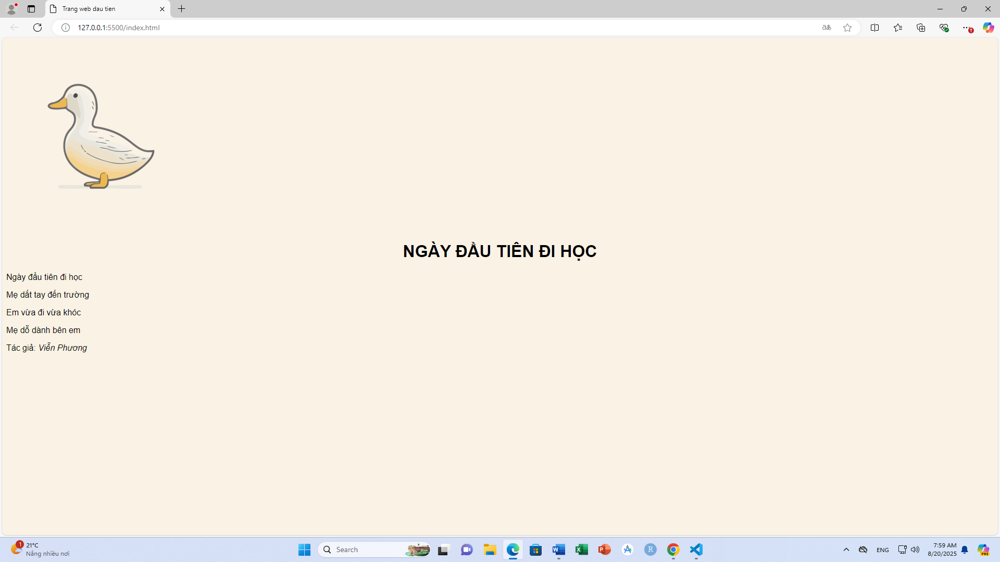 Trang web dau tien
127.0.0.1:5500/index.html
NGÀY ĐẦU TIÊN ĐI HỌC
Ngày đầu tiên đi học
Mẹ dắt tay đến trường
Em vừa đi vừa khóc
Mẹ dỗ dành bên em
Tác giả: Viễn Phương
1
21°C
Nắng nhiều nơi
Search
ENG
7:59 AM
8/20/2025
PRE